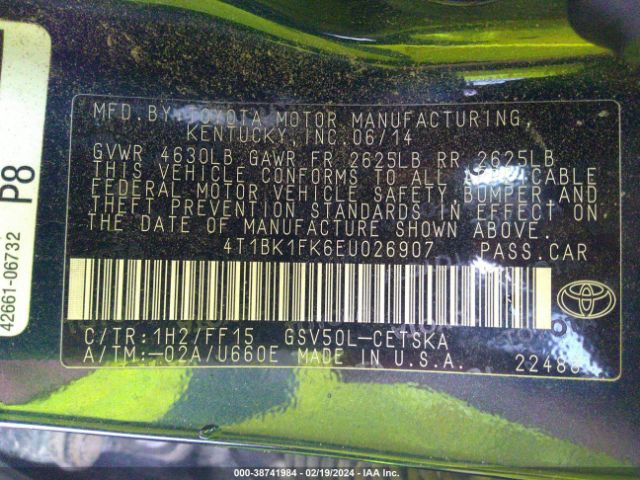 MFD. BY: TOYOTA MOTOR MANUFACTURING,
KENTUCKY, INC. 06/14
GVWR 4630LB GAWR FR 2625LB RR 2625LB
THIS VEHICLE CONFORMS TO ALL APPLICABLE
FEDERAL MOTOR VEHICLE SAFETY, BUMPER, AND
THEFT PREVENTION STANDARDS IN EFFECT ON
THE DATE OF MANUFACTURE SHOWN ABOVE.
4T1BK1FK6EU026907 PASS.CAR
C/TR:1H2/FF15 GSV50L-CETSKA
A/TM:-02A/U660E MADE IN U.S.A.
42661-06732 P8
000-38741984 | 02/19/2024 | IAA Inc.